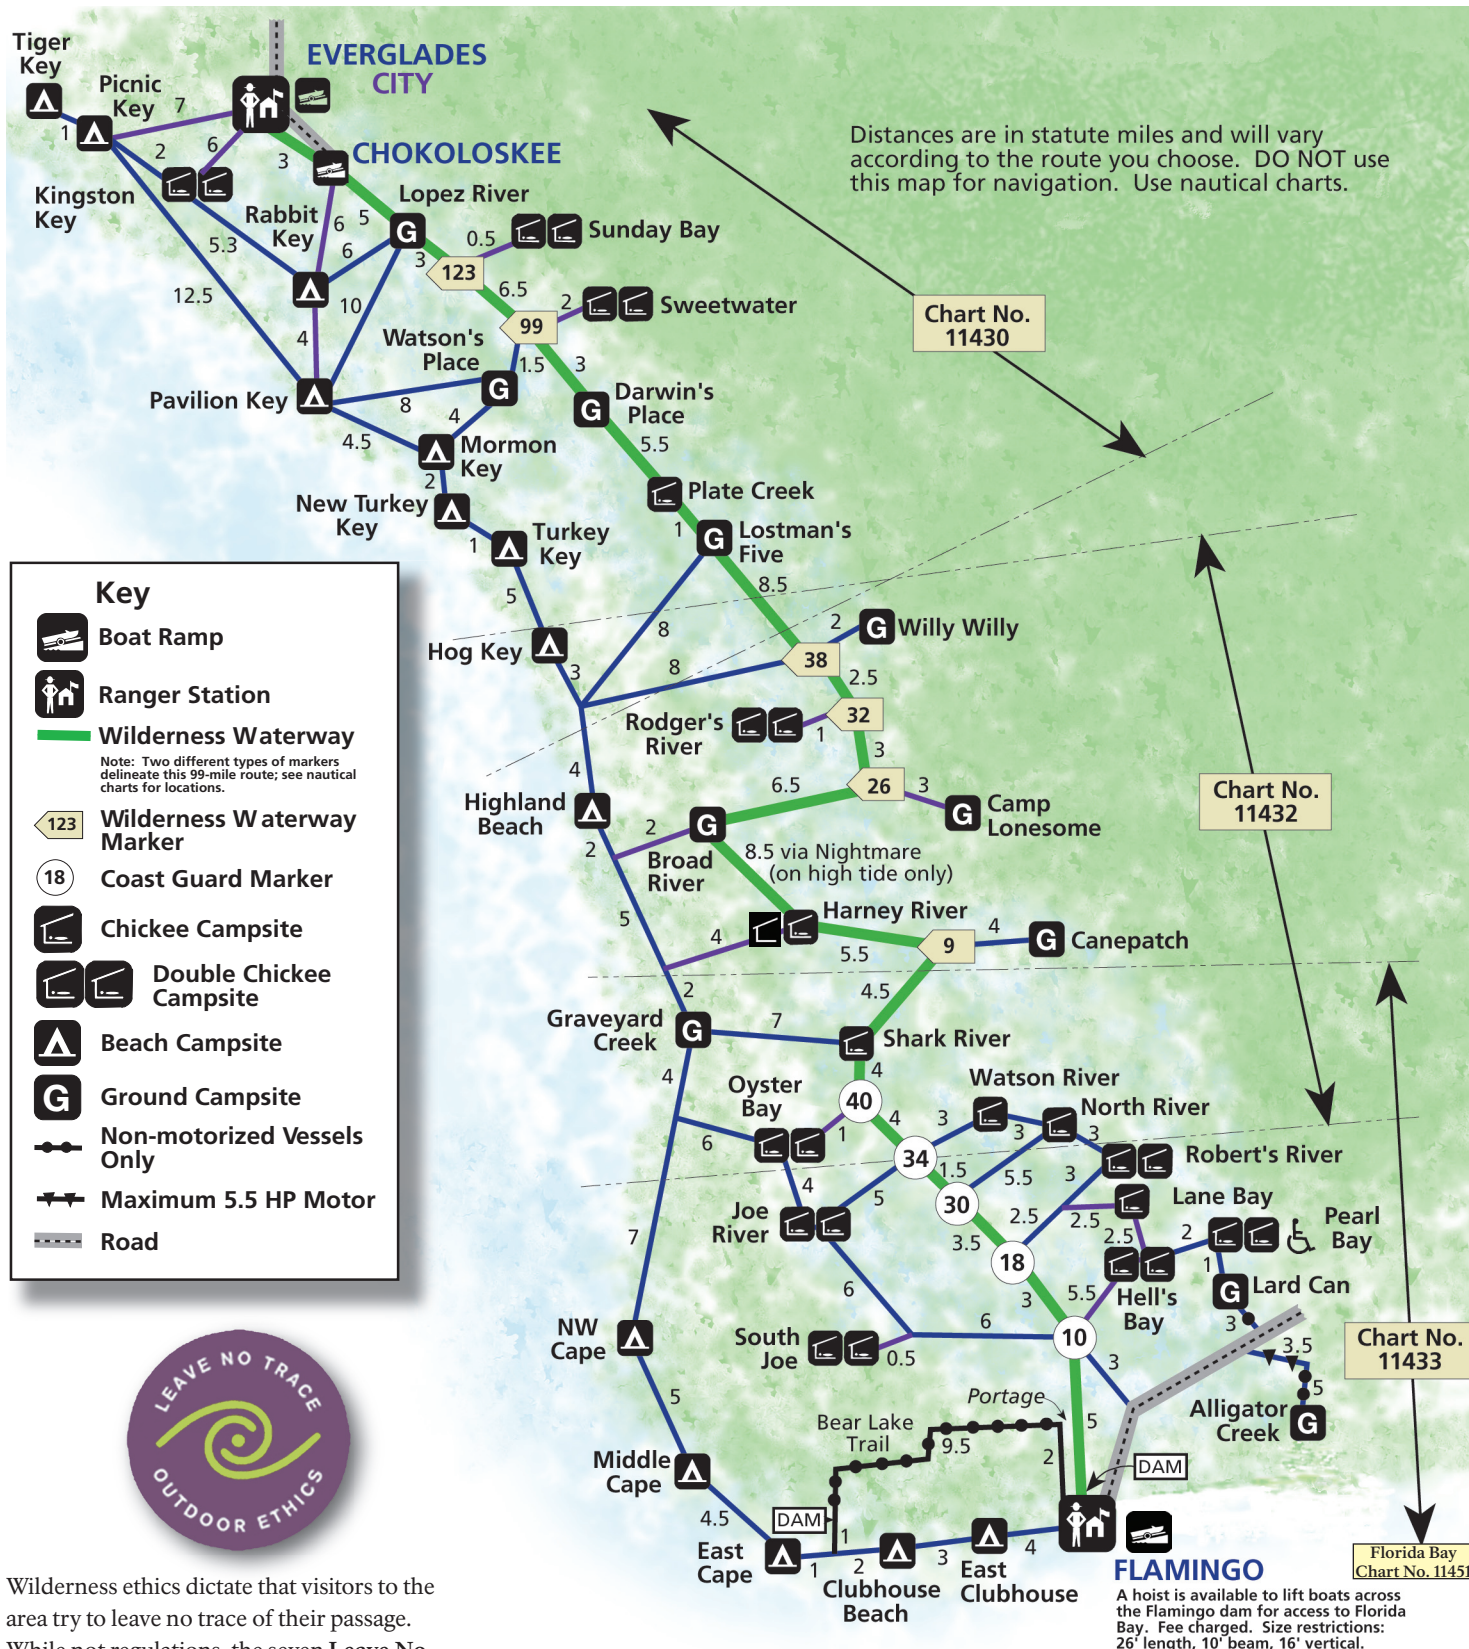 Tiger
Key
Picnic
Key
7
1
EVERGLADES
CITY
2
6
3
CHOKOLOSKEE
Kingston
Key
Rabbit
Key
6
5
Lopez River
6
5.3
3
0.5
Sunday Bay
123
12.5
10
6.5
2
Sweetwater
99
4
Watson's
Place
1.5
3
Pavilion Key
8
4
Darwin's
Place
4.5
Mormon
Key
5.5
2
New Turkey
Key
Plate Creek
1
Turkey
Key
1
Lostman's
Five
5
8.5
Hog Key
3
8
8
2
Willy Willy
38
2.5
Rodger's
River
1
32
3
4
6.5
26
3
Camp
Lonesome
Highland
Beach
2
2
Broad
River
8.5 via Nightmare
(on high tide only)
5
4
Harney River
5.5
9
4
Canepatch
2
4.5
Graveyard
Creek
7
Shark River
4
4
Oyster
Bay
40
4
Watson River
3
North River
3
3
6
1
34
1.5
5.5
Robert's River
3
4
5
30
Joe
River
2.5
2.5
Lane Bay
2.5
2
Pearl
Bay
7
3.5
18
1
6
3
5.5
Hell's
Bay
Lard Can
3
NW
Cape
South
Joe
0.5
6
10
3
3.5
5
5
Portage
Bear Lake
Trail
9.5
2
5
Alligator
Creek
Middle
Cape
DAM
4.5
DAM
1
East
Cape
1
2
Clubhouse
Beach
3
East
Clubhouse
4
FLAMINGO
A hoist is available to lift boats across
the Flamingo dam for access to Florida
Bay. Fee charged. Size restrictions:
26' length, 10' beam, 16' vertical.
Distances are in statute miles and will vary
according to the route you choose. DO NOT use
this map for navigation. Use nautical charts.
Chart No.
11430
Chart No.
11432
Chart No.
11433
Florida Bay
Chart No. 11451
Key
Boat Ramp
Ranger Station
Wilderness Waterway
Note: Two different types of markers
delineate this 99-mile route; see nautical
charts for locations.
123
Wilderness Waterway
Marker
18
Coast Guard Marker
Chickee Campsite
Double Chickee
Campsite
Beach Campsite
G
Ground Campsite
Non-motorized Vessels
Only
Maximum 5.5 HP Motor
Road
LEAVE NO TRACE
OUTDOOR ETHICS
Wilderness ethics dictate that visitors to the
area try to leave no trace of their passage.
While not regulations, the seven Leave No